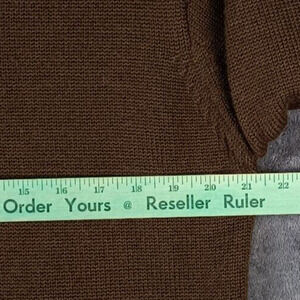 15 16 17 18 19 20 21 22
Order Yours @ Reseller Ruler